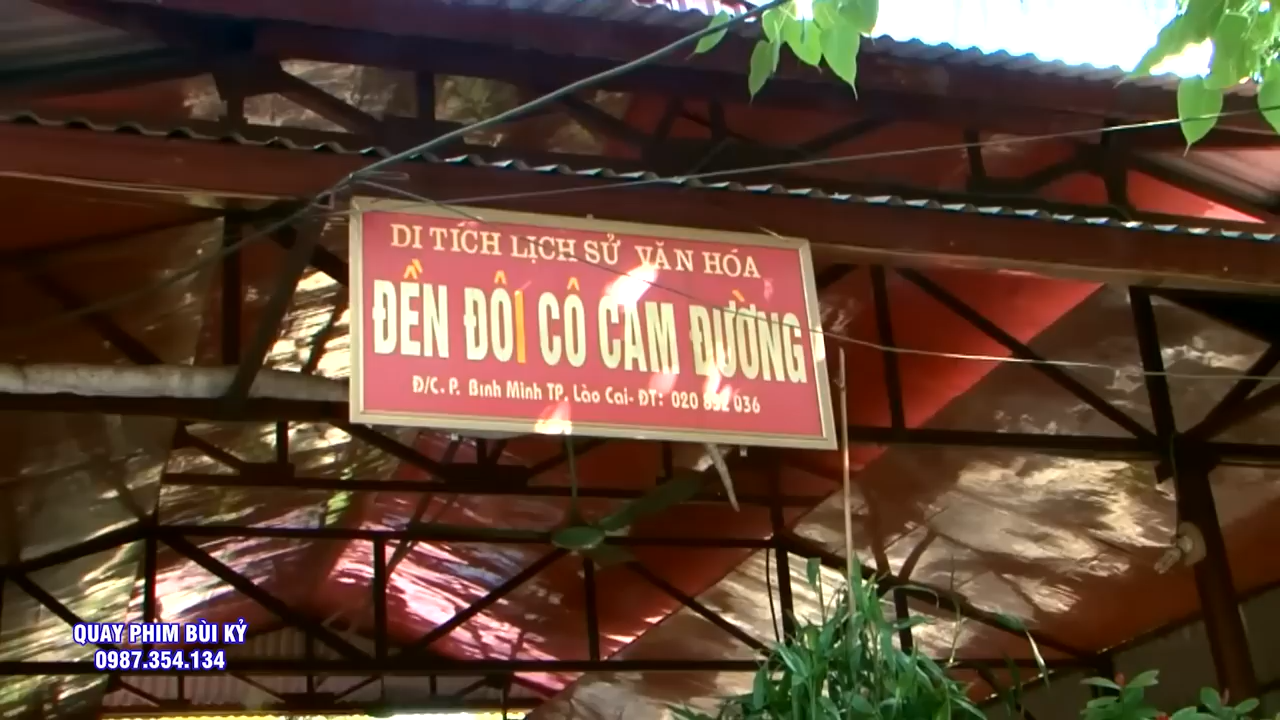 DI TÍCH LỊCH SỬ VĂN HÓA
ĐỀN ĐÔI CÔ CAM ĐƯỜNG
Đ/C. P. Bình Minh TP. Lào Cai- ĐT: 020 852 036
QUAY PHIM BÙI KỶ
0987.354.134